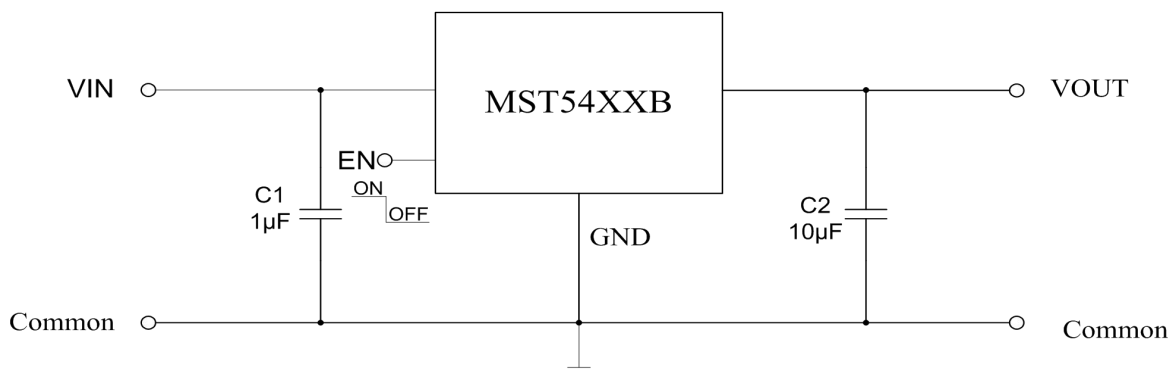 VIN
MST54XXB
VOUT
EN
ON
OFF
C1
1µF
GND
C2
10µF
Common
Common